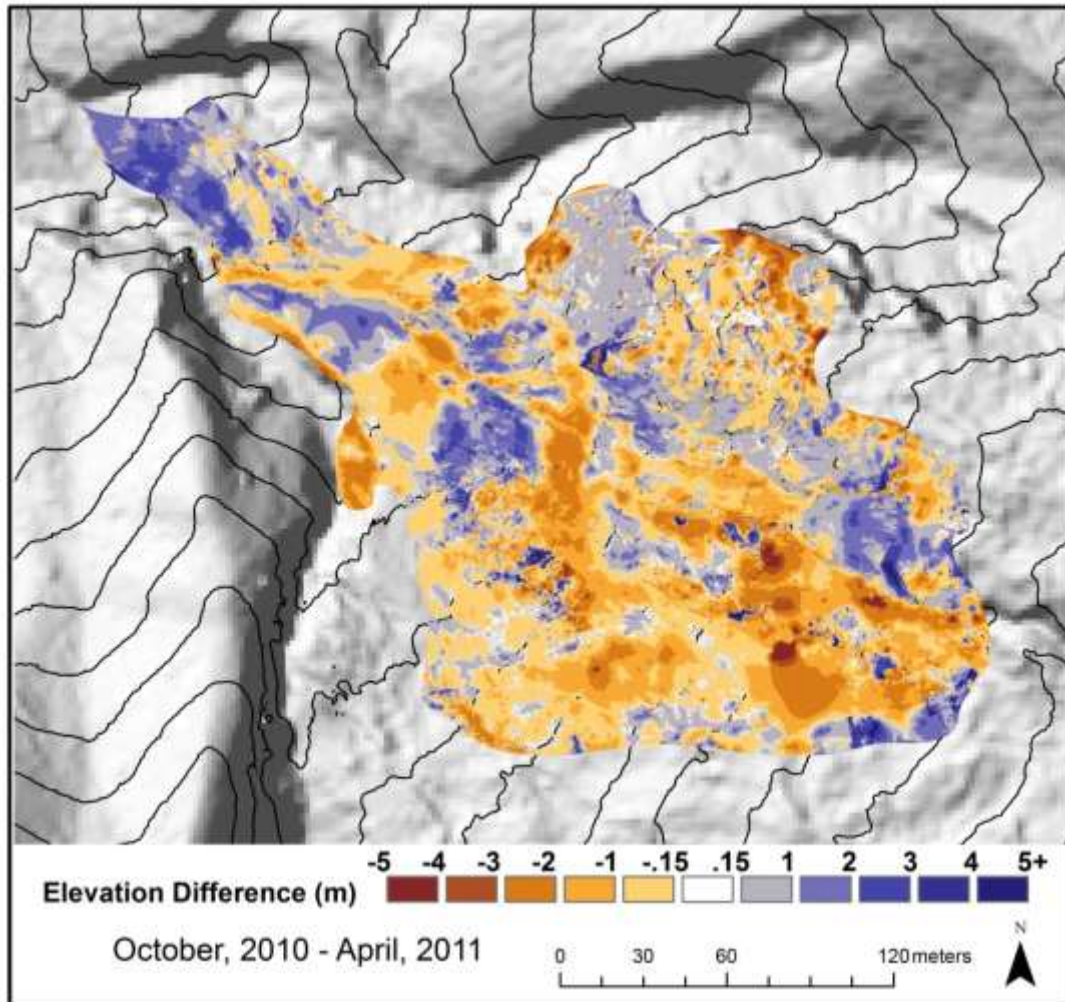 -5 -4 -3 -2 -1 -.15 .15 1 2 3 4 5+
Elevation Difference (m)
N
October, 2010 - April, 2011
0 30 60 120 meters